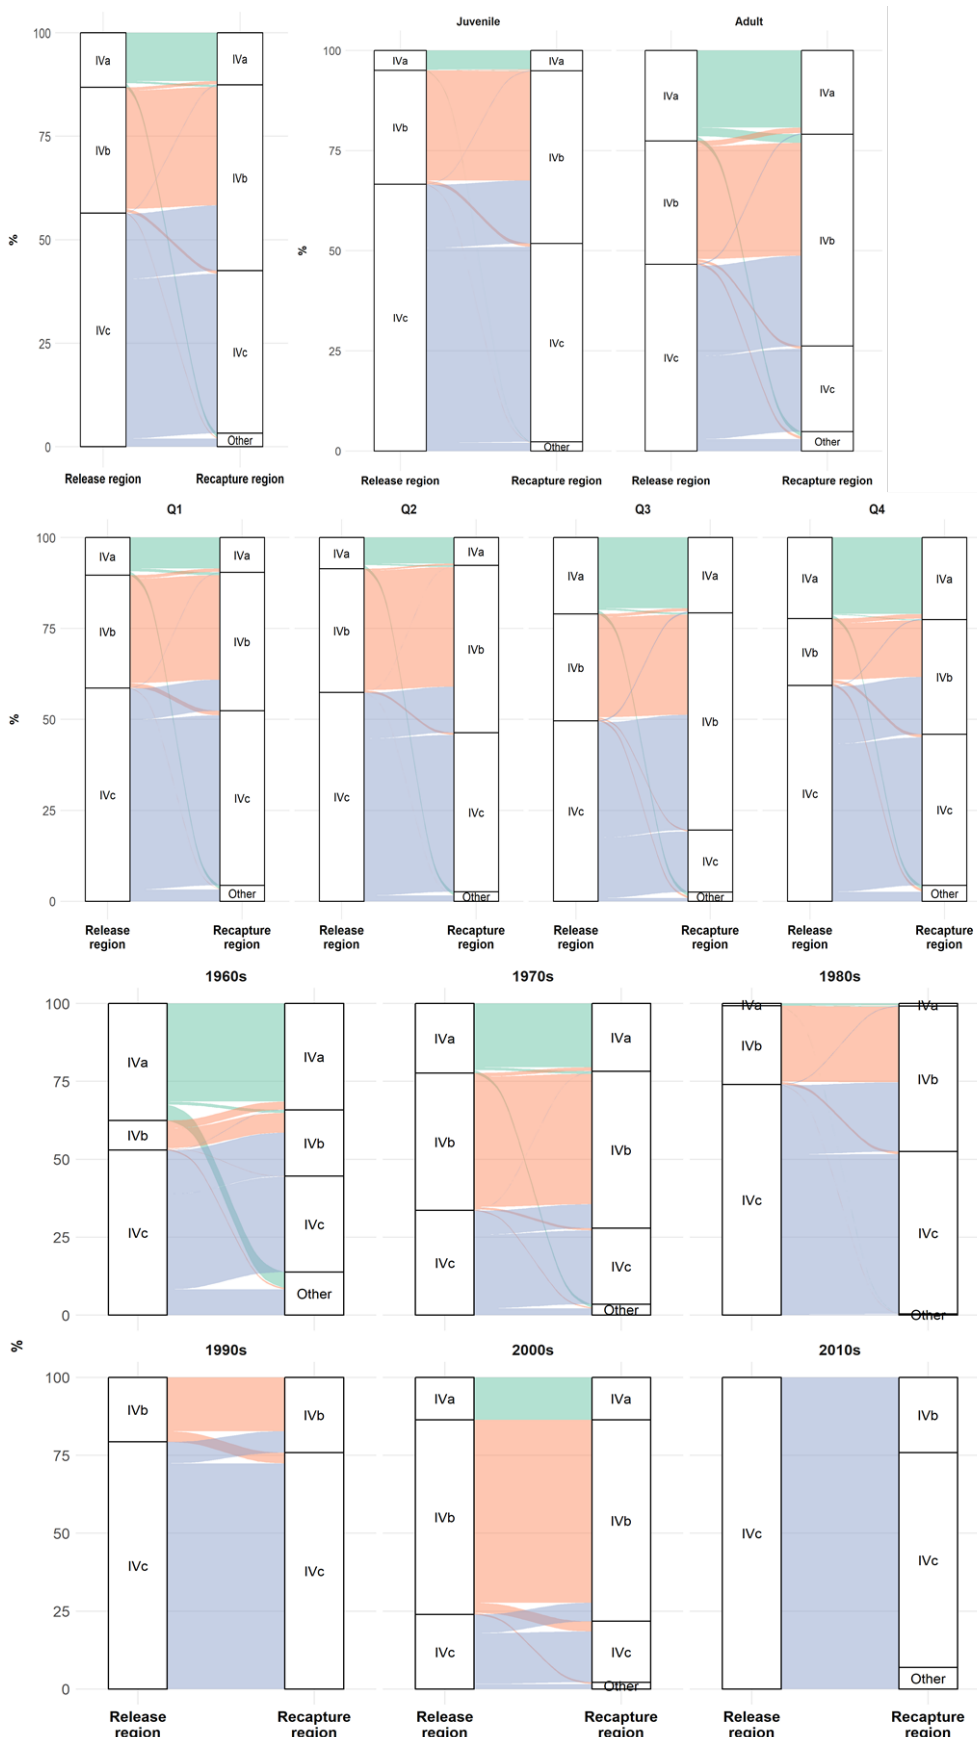 Juvenile
Adult
100
IVa
IVa
IVb
IVb
IVc
IVc
Other
75
50
25
0
%
Release region
Recapture region
100
IVa
IVa
IVb
IVb
IVc
IVc
Other
75
50
25
0
%
Release region
Recapture region
IVa
IVa
IVb
IVb
IVc
IVc
Other
Release region
Recapture region
Q1
Q2
Q3
Q4
100
75
50
25
0
%
IVa
IVa
IVb
IVb
IVc
IVc
Other
IVa
IVa
IVb
IVb
IVc
IVc
Other
IVa
IVa
IVb
IVb
IVc
IVc
Other
IVa
IVa
IVb
IVb
IVc
IVc
Other
Release
region
Recapture
region
Release
region
Recapture
region
Release
region
Recapture
region
Release
region
Recapture
region
1960s
1970s
1980s
100
75
50
25
0
IVa
IVa
IVb
IVb
IVc
IVc
Other
IVa
IVa
IVb
IVb
IVc
IVc
Other
IVa
IVa
IVb
IVb
IVc
IVc
Other
%
1990s
2000s
2010s
100
75
50
25
0
IVb
IVb
IVc
IVc
IVa
IVa
IVb
IVb
IVc
IVc
Other
IVc
IVb
IVc
Other
Release
region
Recapture
region
Release
region
Recapture
region
Release
region
Recapture
region